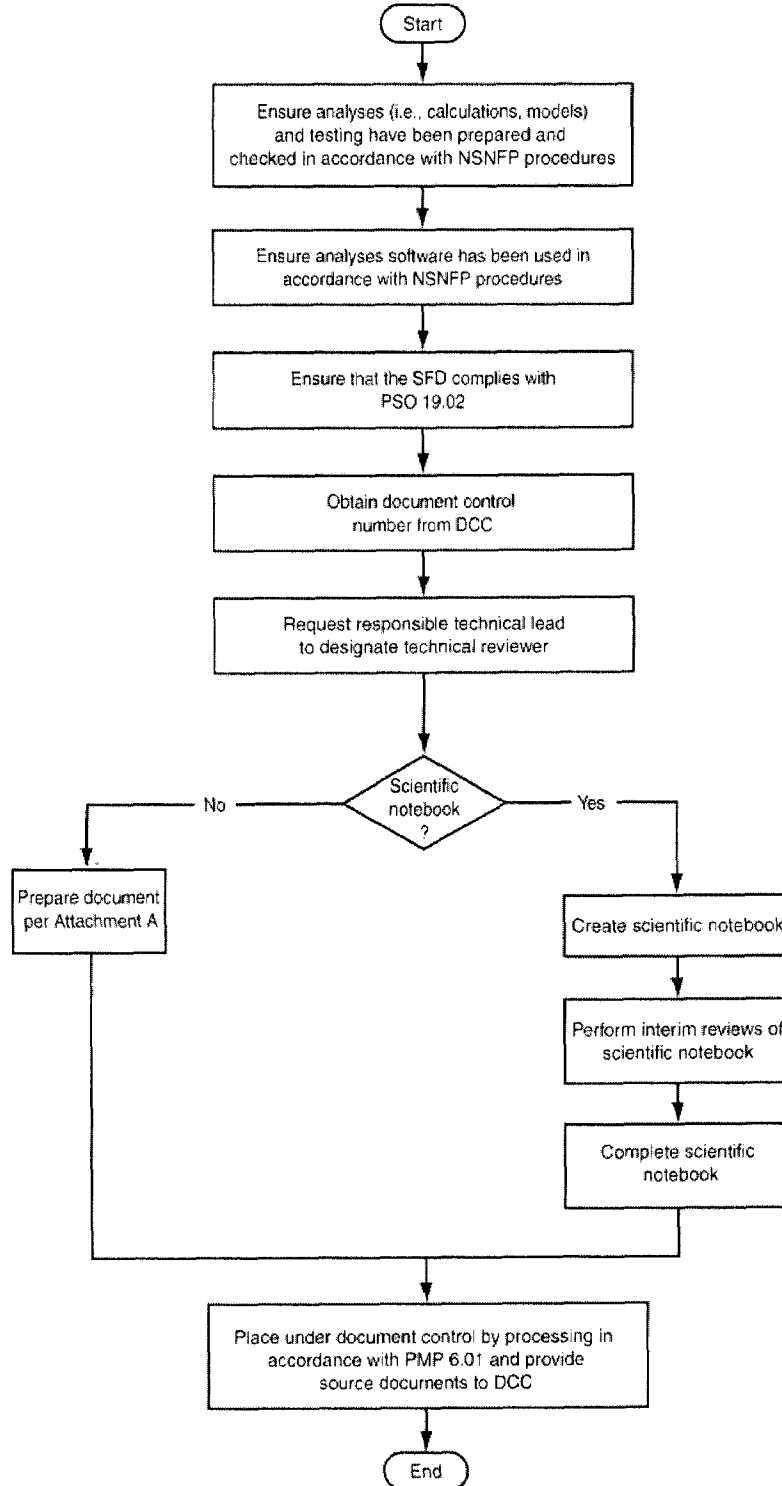 Start
Ensure analyses (i.e., calculations, models)
and testing have been prepared and
checked in accordance with NSNFP procedures
Ensure analyses software has been used in
accordance with NSNFP procedures
Ensure that the SFD complies with
PSO 19.02
Obtain document control
number from DCC
Request responsible technical lead
to designate technical reviewer
Scientific
notebook
?
No
Yes
Prepare document
per Attachment A
Create scientific notebook
Perform interim reviews of
scientific notebook
Complete scientific
notebook
Place under document control by processing in
accordance with PMP 6.01 and provide
source documents to DCC
End